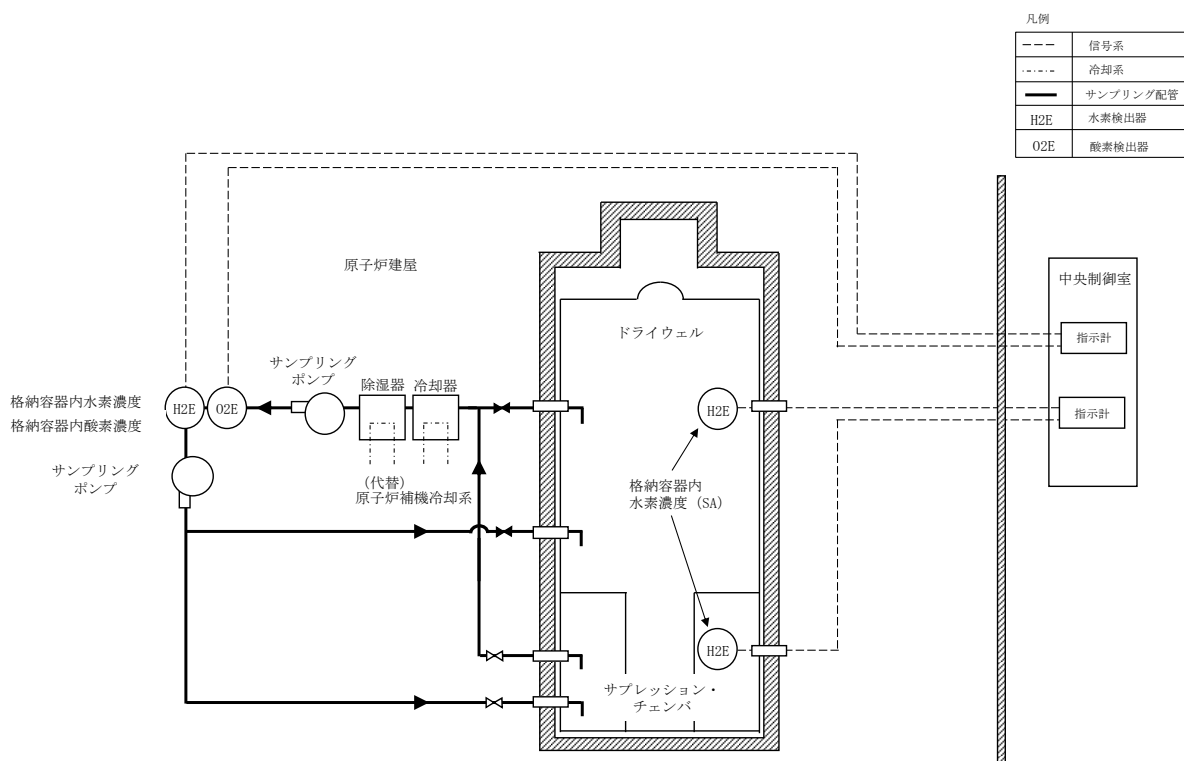 凡例
信号系
冷却系
サンプリング配管
H2E
水素検出器
O2E
酸素検出器
原子炉建屋
中央制御室
ドライウェル
指示計
サンプリング
ポンプ
除湿器
冷却器
格納容器内水素濃度
格納容器内酸素濃度
H2E
O2E
H2E
指示計
サンプリング
ポンプ
(代替)
原子炉補機冷却系
格納容器内
水素濃度 (SA)
H2E
サプレッション・
チェンバ